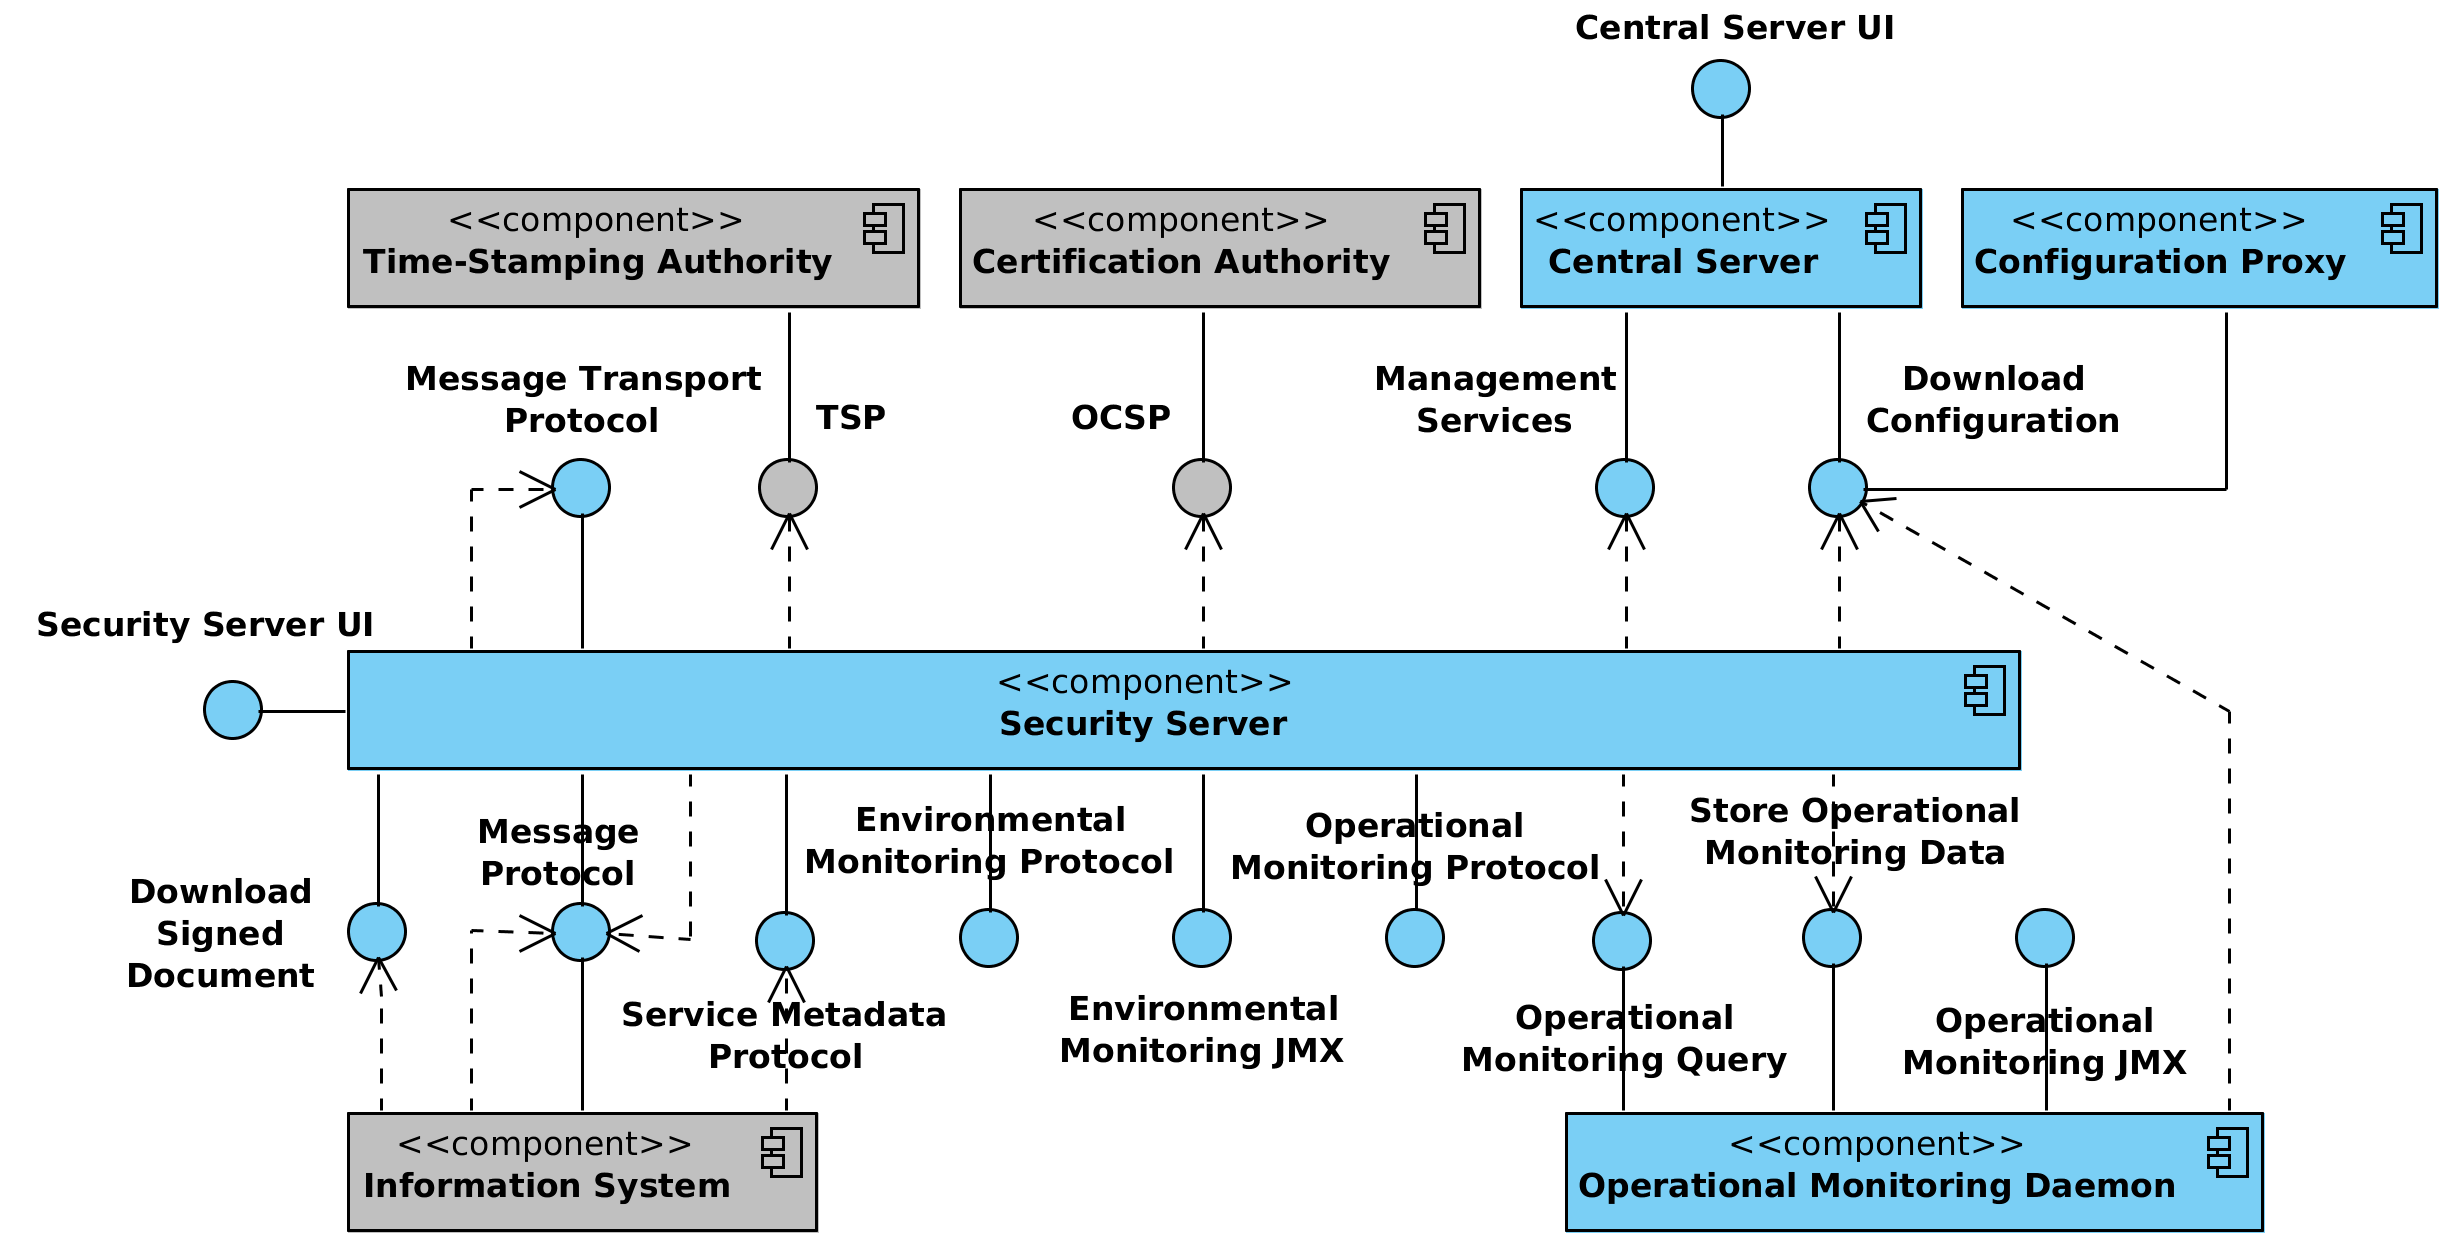 Central Server UI
<<component>>
Time-Stamping Authority
<<component>>
Certification Authority
<<component>>
Central Server
<<component>>
Configuration Proxy
Message Transport
Protocol
TSP
OCSP
Management
Services
Download
Configuration
Security Server UI
<<component>>
Security Server
Download
Signed
Document
Message
Protocol
Service Metadata
Protocol
Environmental
Monitoring Protocol
Environmental
Monitoring JMX
Operational
Monitoring Protocol
Operational
Monitoring Query
Store Operational
Monitoring Data
Operational
Monitoring JMX
<<component>>
Information System
<<component>>
Operational Monitoring Daemon